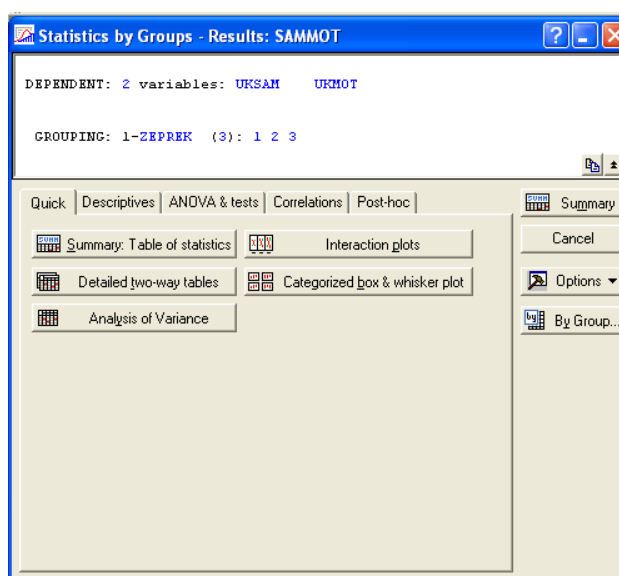 Statistics by Groups - Results: SAMMOT
DEPENDENT: 2 variables: UKSAM UKMOT
GROUPING: 1-ZEPREK (3): 1 2 3
Quick Descriptives ANOVA & tests Correlations Post-hoc
Summary
Summary: Table of statistics Interaction plots
Cancel
Detailed two-way tables Categorized box & whisker plot
Options
Analysis of Variance
By Group...